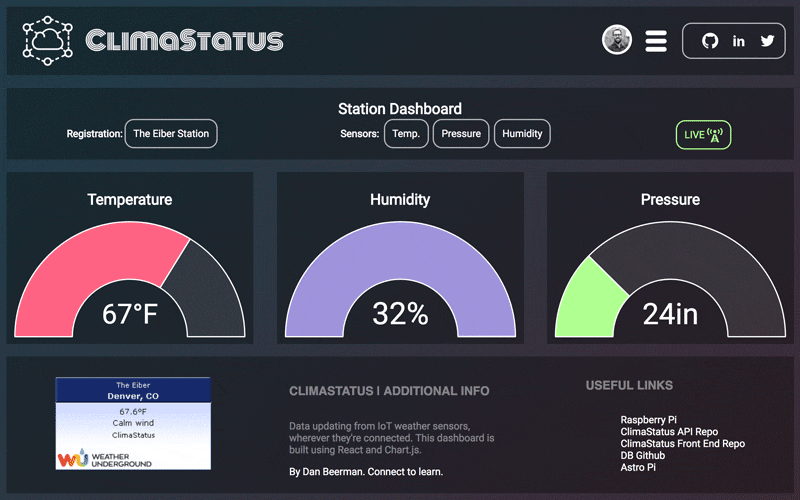 ClimaStatus
Station Dashboard
Registration: The Eiber Station
Sensors: Temp. Pressure Humidity
LIVE
Temperature
67°F
Humidity
32%
Pressure
24in
The Eiber
Denver, CO
67.6°F
Calm wind
ClimaStatus
WEATHER
UNDERGROUND
CLIMASTATUS | ADDITIONAL INFO
Data updating from IoT weather sensors,
wherever they're connected. This dashboard is
built using React and Chart.js.
By Dan Beerman. Connect to learn.
USEFUL LINKS
Raspberry Pi
ClimaStatus API Repo
ClimaStatus Front End Repo
DB Github
Astro Pi